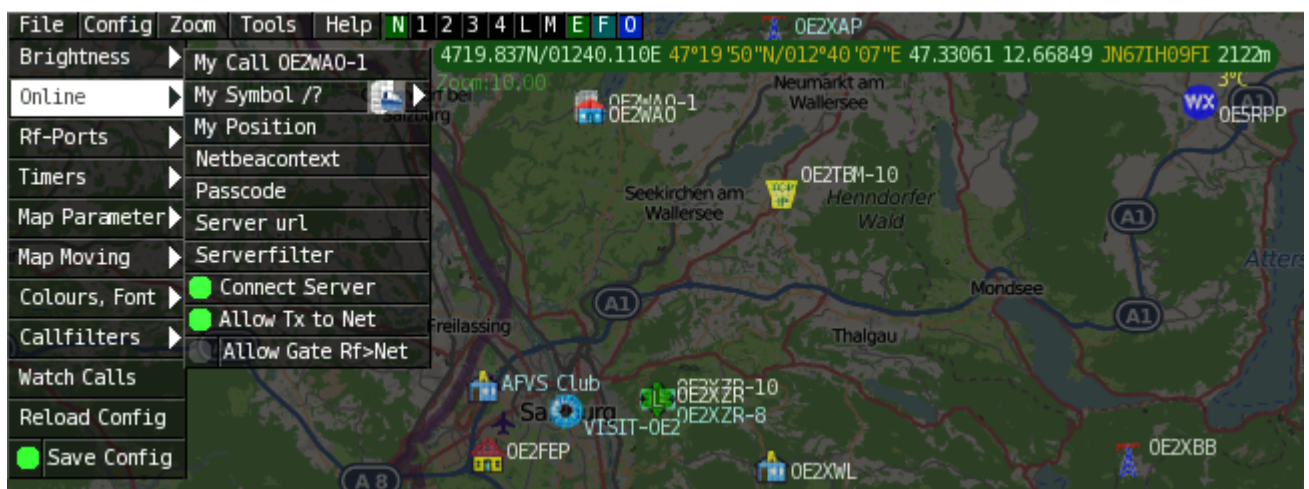 File Config Zoom Tools Help N 1 2 3 4 L M E F O
OE2XAP
4719.837N/01240.110E 47°19'50"N/012°40'07"E 47.33061 12.66849 JN67IH09FI 2122m
Zoom:10.00
Brightness
Online
Rf-Ports
Timers
Map Parameter
Map Moving
Colours, Font
Callfilters
Watch Calls
Reload Config
Save Config
My Call OE2WAO-1
My Symbol /?
My Position
Netbeacontext
Passcode
Server url
Serverfilter
Connect Server
Allow Tx to Net
Allow Gate Rf>Net
bei
Salzburg
OE2WAO-1
OE2WAO
Neumarkt am
Wallersee
3°C
WX
A1
OE5RPP
OE2TBM-10
Seekirchen am
Wallersee
Henndorfer
Wald
A1
Atters
Mondsee
A1
A1
Freilassing
Thalgau
AFVS Club
Salzburg
VISIT-OE2
L
OE2XZR-10
OE2XZR
OE2XZR-8
OE2FEP
OE2XBB
OE2XWL
A8